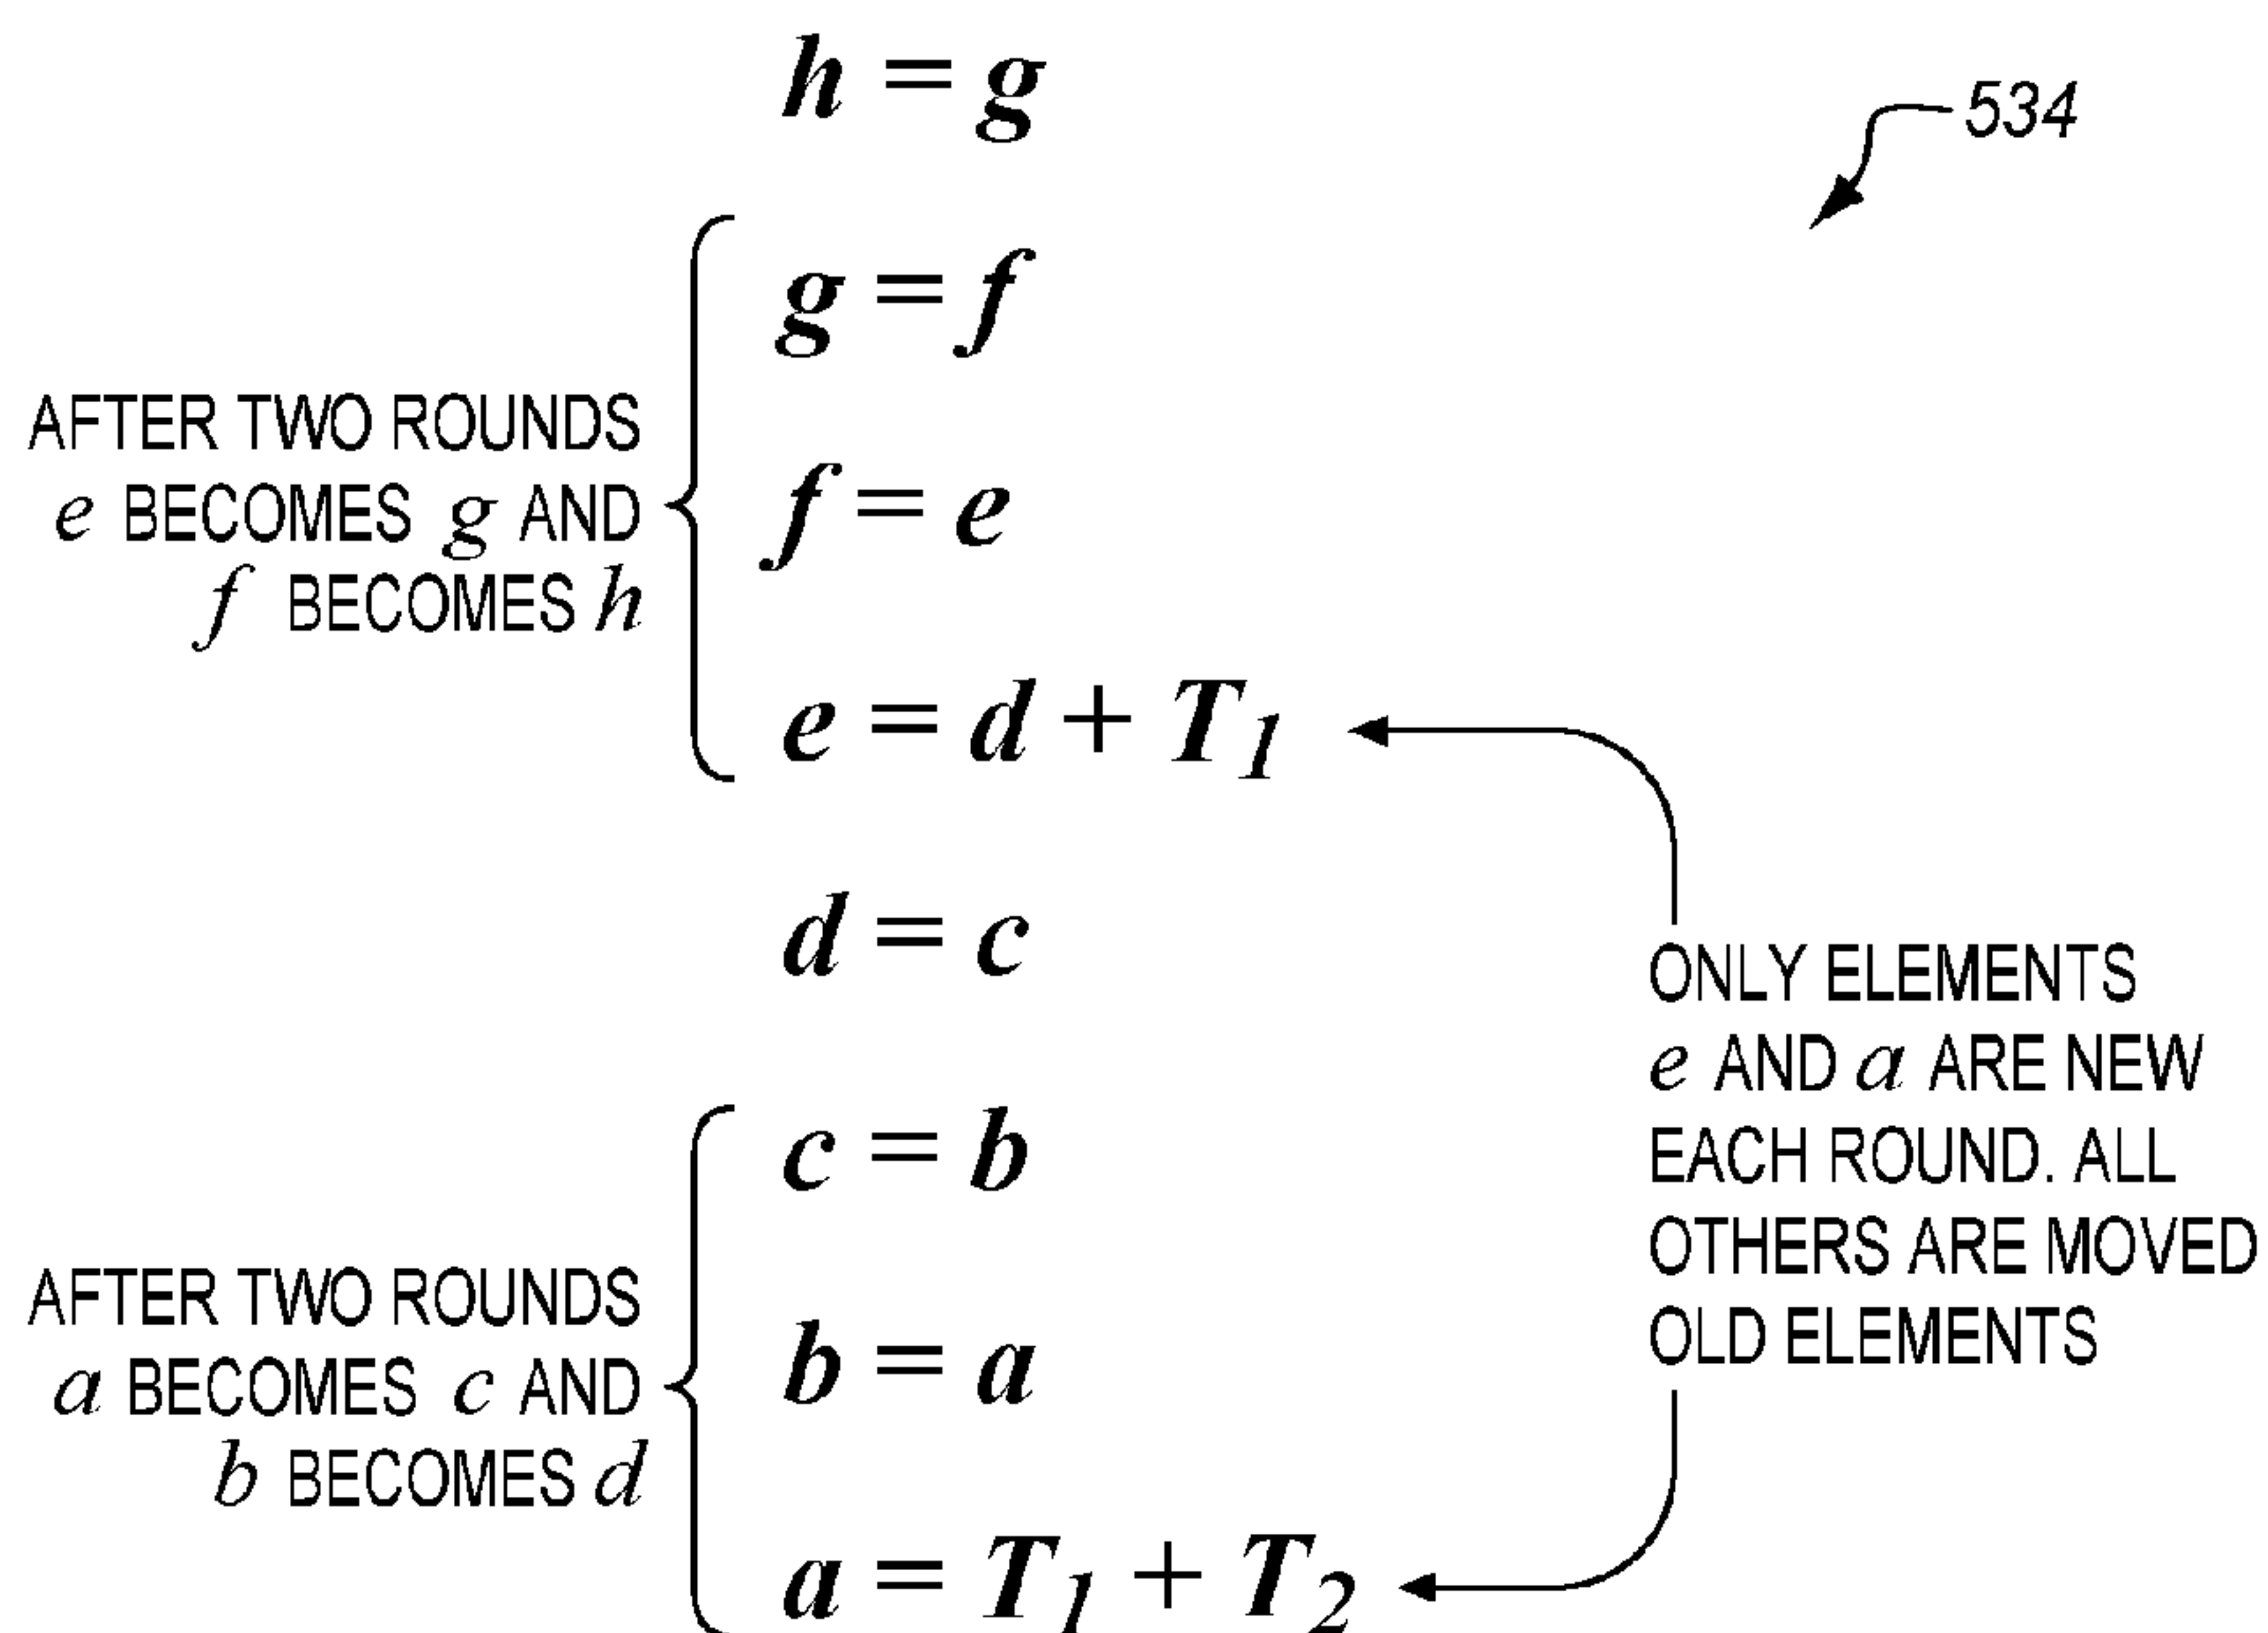 h = g
534
g = f
AFTER TWO ROUNDS
e BECOMES g AND
f BECOMES h
f = e
e = d + T1
d = c
ONLY ELEMENTS
e AND a ARE NEW
EACH ROUND. ALL
OTHERS ARE MOVED
OLD ELEMENTS
c = b
AFTER TWO ROUNDS
a BECOMES c AND
b BECOMES d
b = a
a = T1 + T2